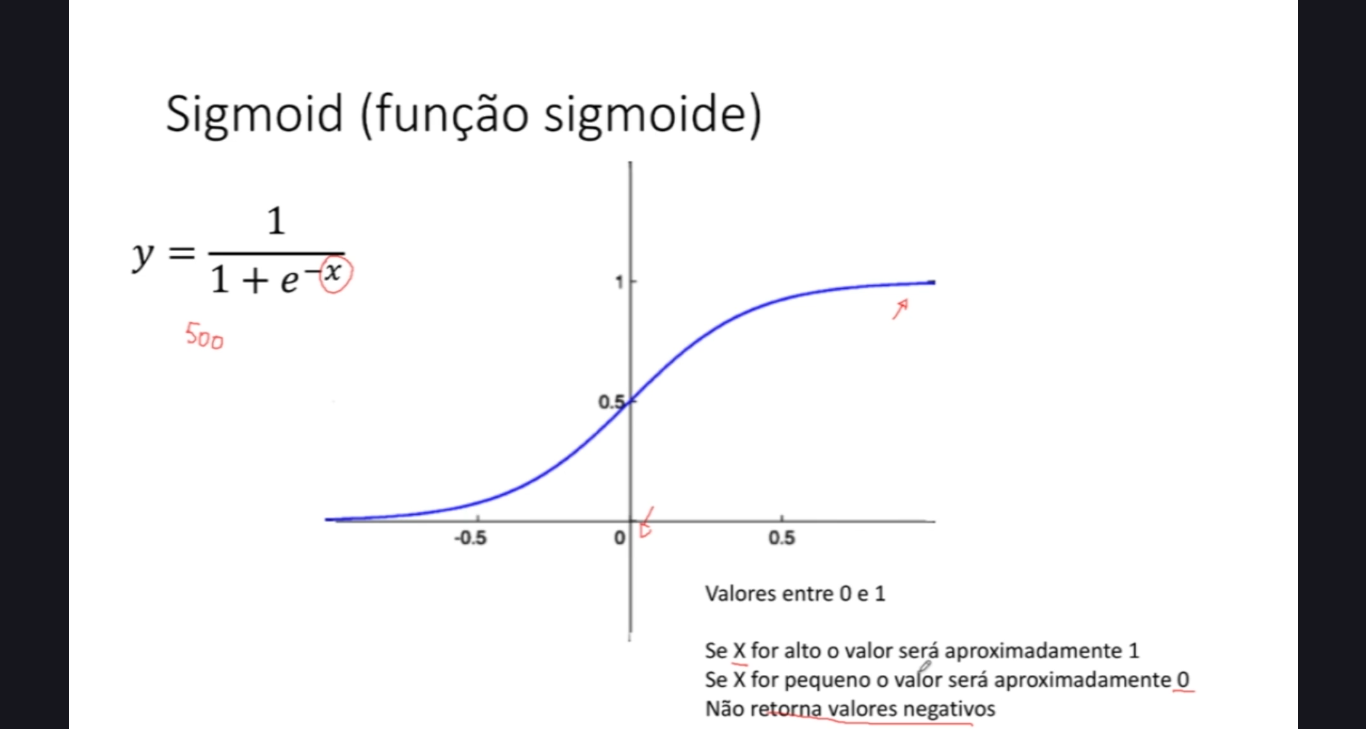 Sigmoid (função sigmoide)
y = 1 / (1 + e^-x)
500
1
0.5
-0.5
0
0.5
Valores entre 0 e 1
Se X for alto o valor será aproximadamente 1
Se X for pequeno o valor será aproximadamente 0
Não retorna valores negativos